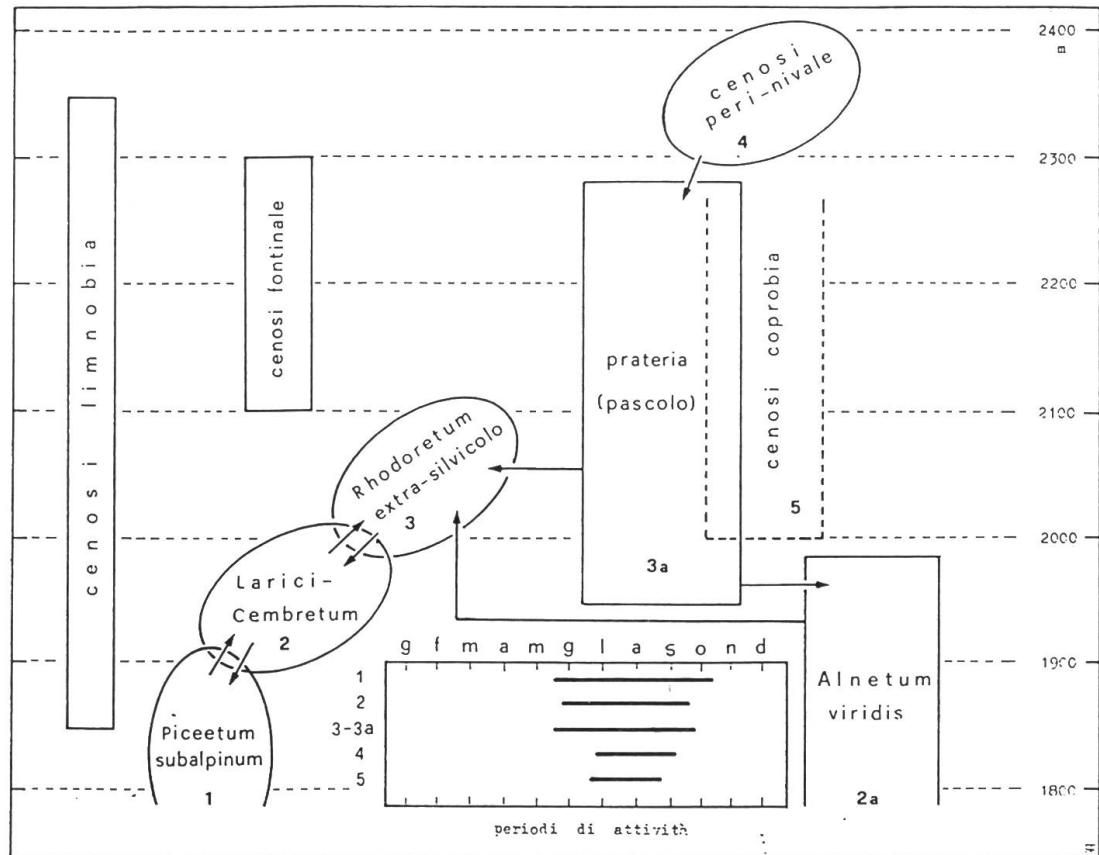 2400
m
cenosi
peri-nivale
4
2300
cenosi limnobia
cenosi fontinale
2200
prateria
(pascolo)
3a
cenosi coprobia
5
2100
Rhodoretum
extra-silvicolo
3
2000
Larici-
Cembretum
2
g f m a m g l a s o n d
1900
1
2
3-3a
4
5
Alnetum
viridis
2a
Piceetum
subalpinum
1
1800
periodi di attività